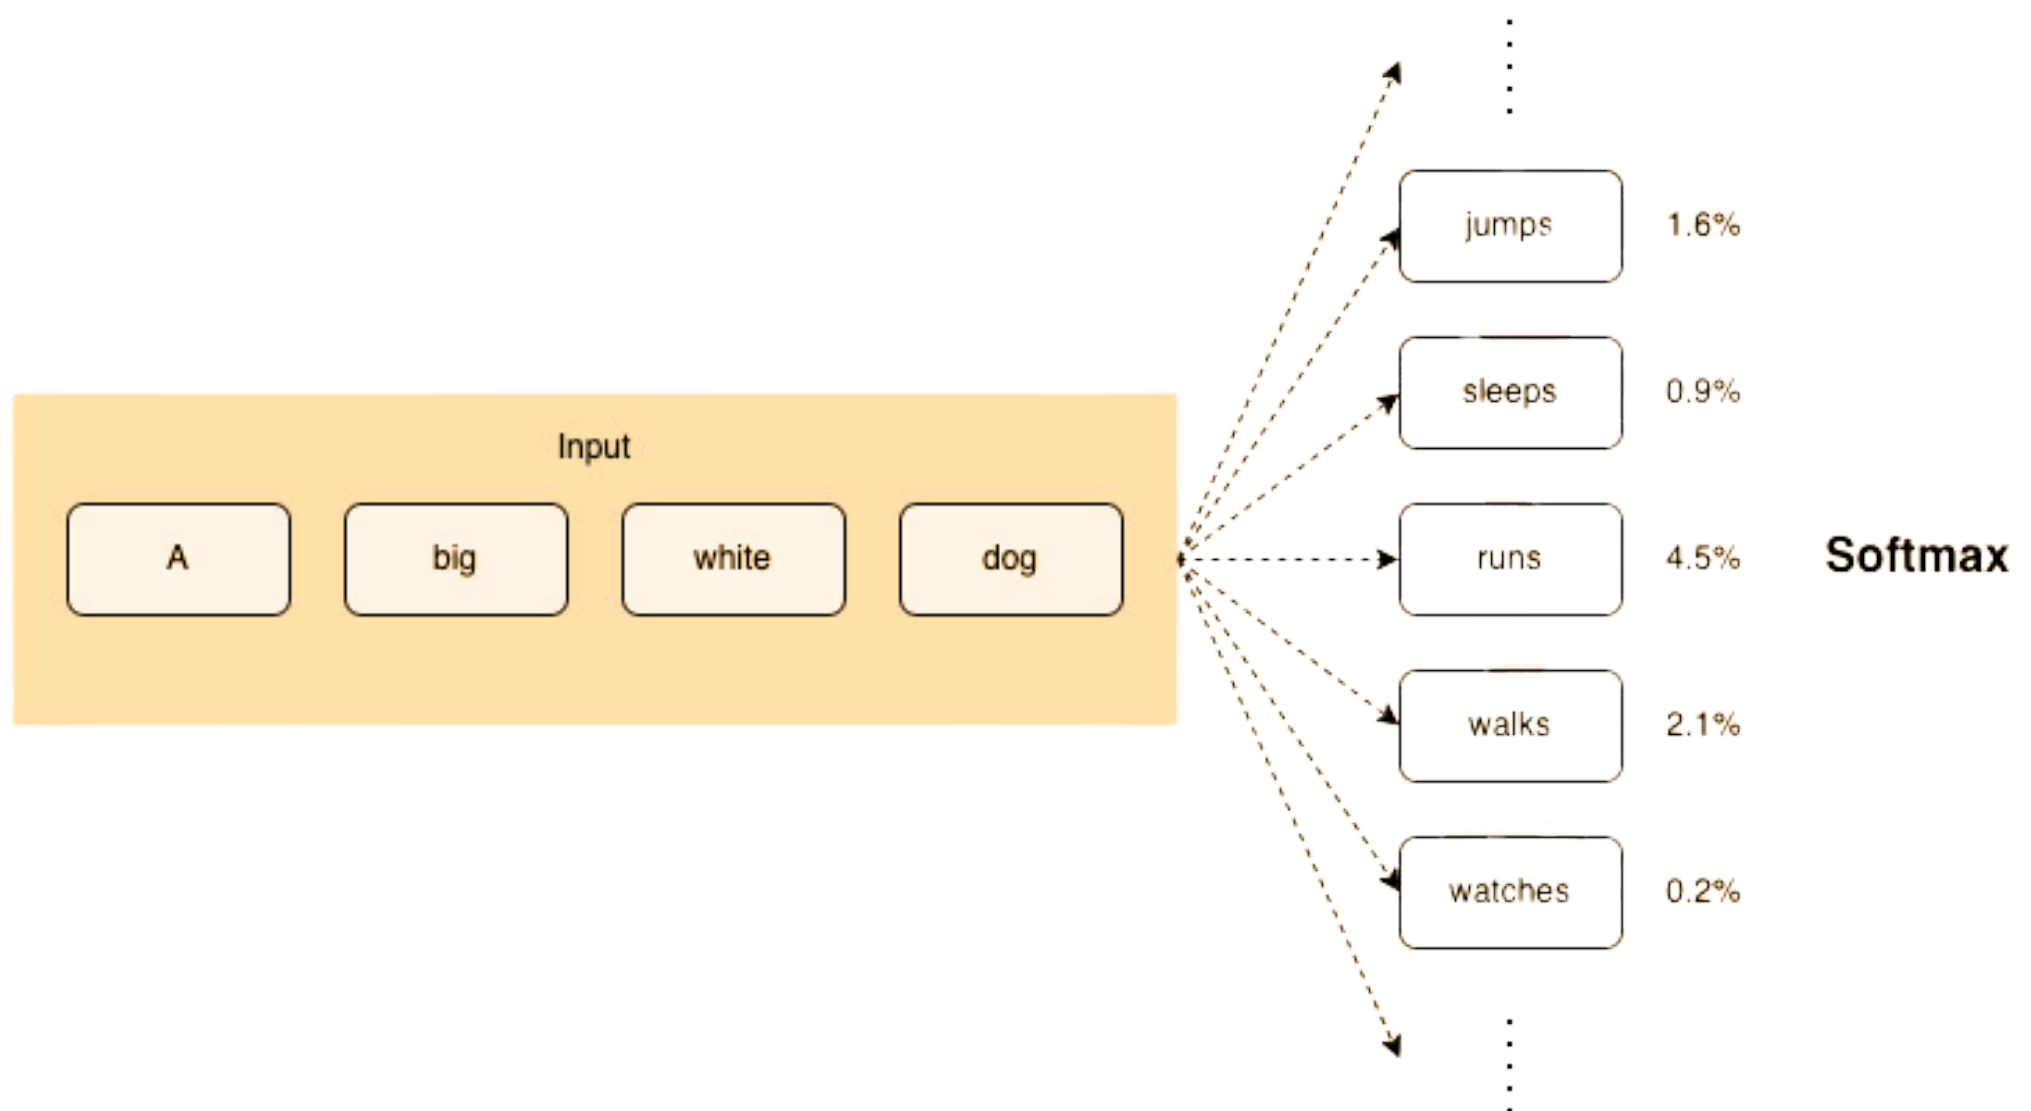 Input
A
big
white
dog
jumps
1.6%
sleeps
0.9%
runs
4.5%
Softmax
walks
2.1%
watches
0.2%